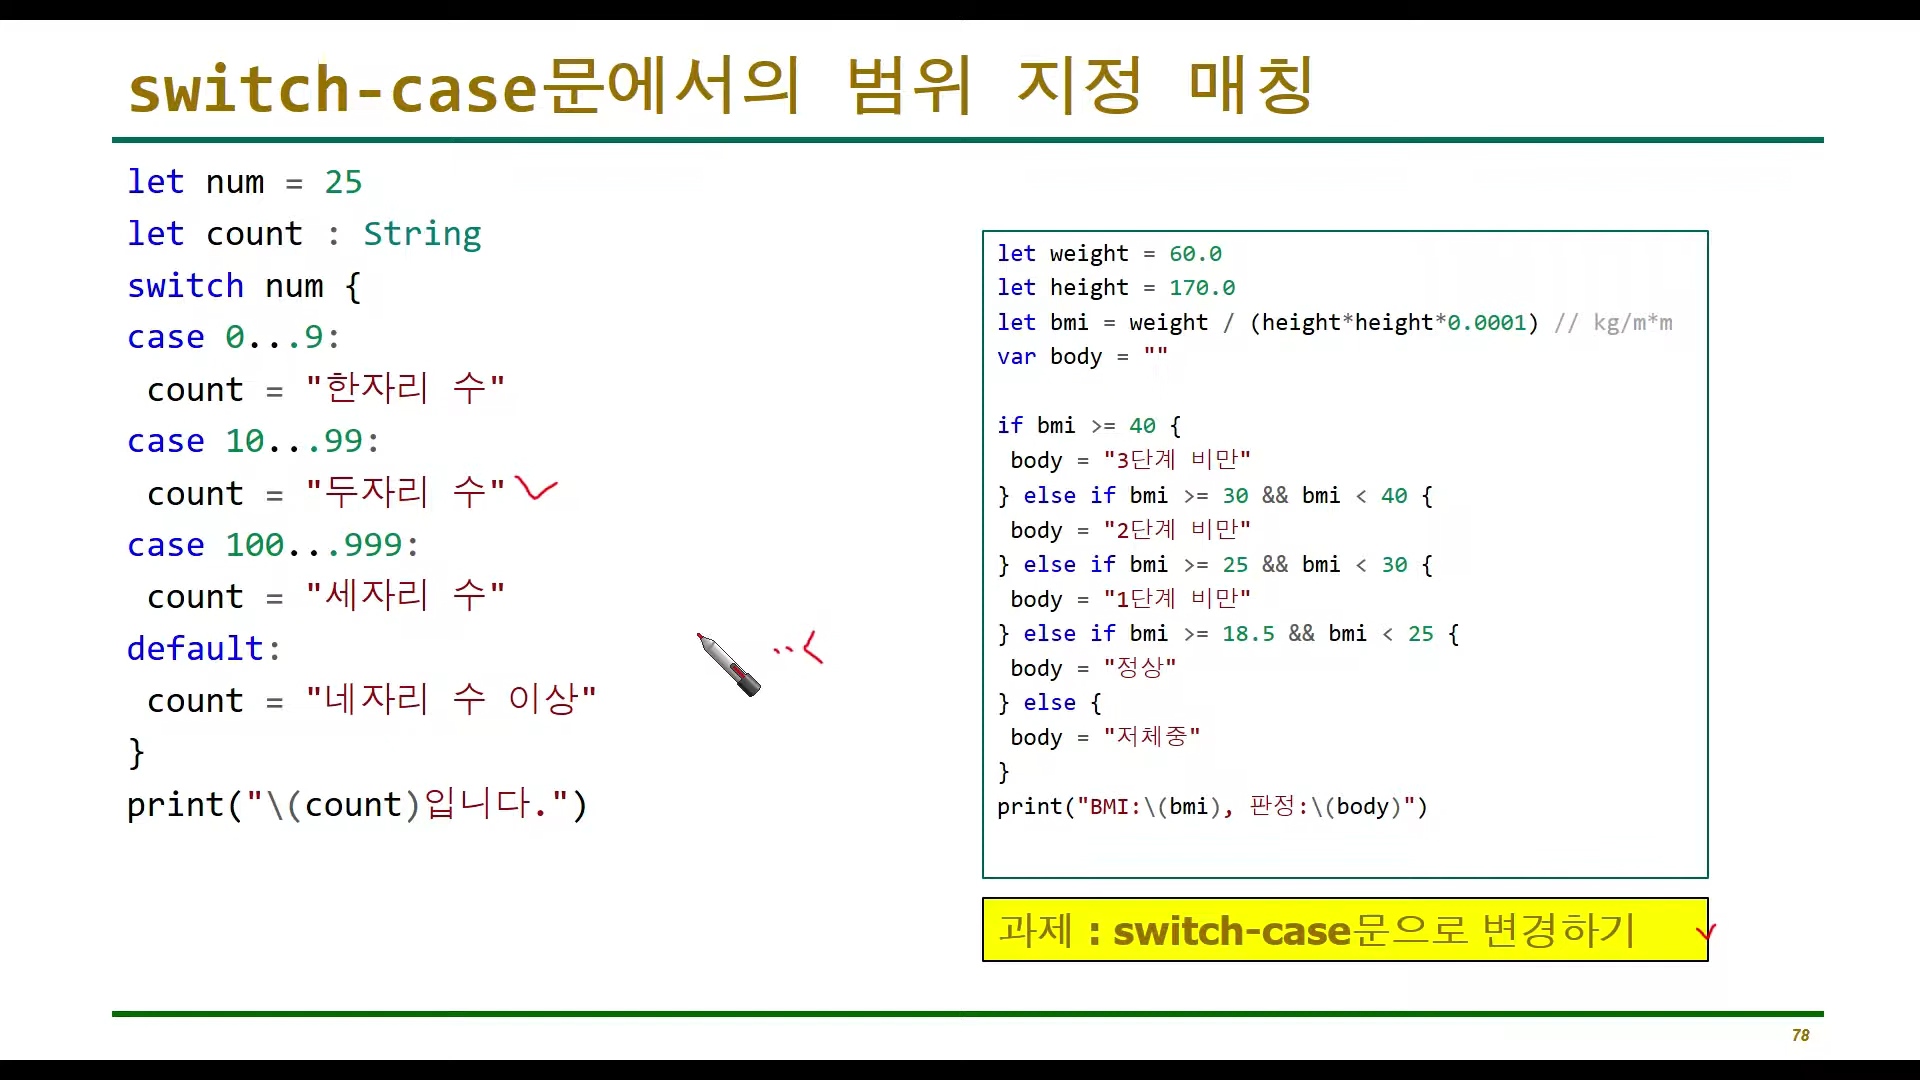 switch-case문에서의 범위 지정 매칭
let num = 25
let count : String
switch num {
case 0...9:
 count = "한자리 수"
case 10...99:
 count = "두자리 수"
case 100...999:
 count = "세자리 수"
default:
 count = "네자리 수 이상"
}
print("\(count)입니다.")
..<
let weight = 60.0
let height = 170.0
let bmi = weight / (height*height*0.0001) // kg/m*m
var body = ""
if bmi >= 40 {
 body = "3단계 비만"
} else if bmi >= 30 && bmi < 40 {
 body = "2단계 비만"
} else if bmi >= 25 && bmi < 30 {
 body = "1단계 비만"
} else if bmi >= 18.5 && bmi < 25 {
 body = "정상"
} else {
 body = "저체중"
}
print("BMI:\(bmi), 판정:\(body)")
과제 : switch-case문으로 변경하기
78